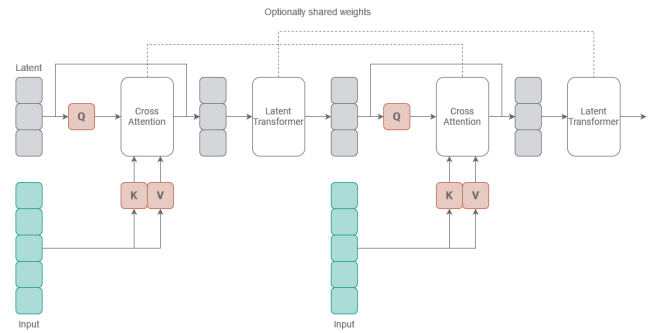 Optionally shared weights
Latent
Q
Cross
Attention
Latent
Transformer
Q
Cross
Attention
Latent
Transformer
K
V
K
V
Input
Input